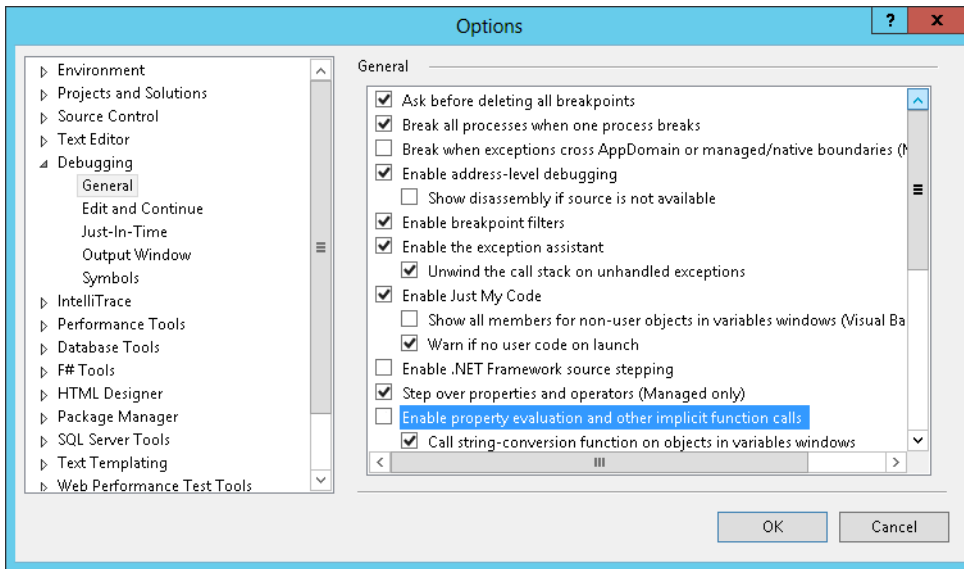 Options
?
x
Environment
Projects and Solutions
Source Control
Text Editor
Debugging
General
Edit and Continue
Just-In-Time
Output Window
Symbols
IntelliTrace
Performance Tools
Database Tools
F# Tools
HTML Designer
Package Manager
SQL Server Tools
Text Templating
Web Performance Test Tools
General
Ask before deleting all breakpoints
Break all processes when one process breaks
Break when exceptions cross AppDomain or managed/native boundaries (
Enable address-level debugging
Show disassembly if source is not available
Enable breakpoint filters
Enable the exception assistant
Unwind the call stack on unhandled exceptions
Enable Just My Code
Show all members for non-user objects in variables windows (Visual Ba
Warn if no user code on launch
Enable .NET Framework source stepping
Step over properties and operators (Managed only)
Enable property evaluation and other implicit function calls
Call string-conversion function on objects in variables windows
OK
Cancel